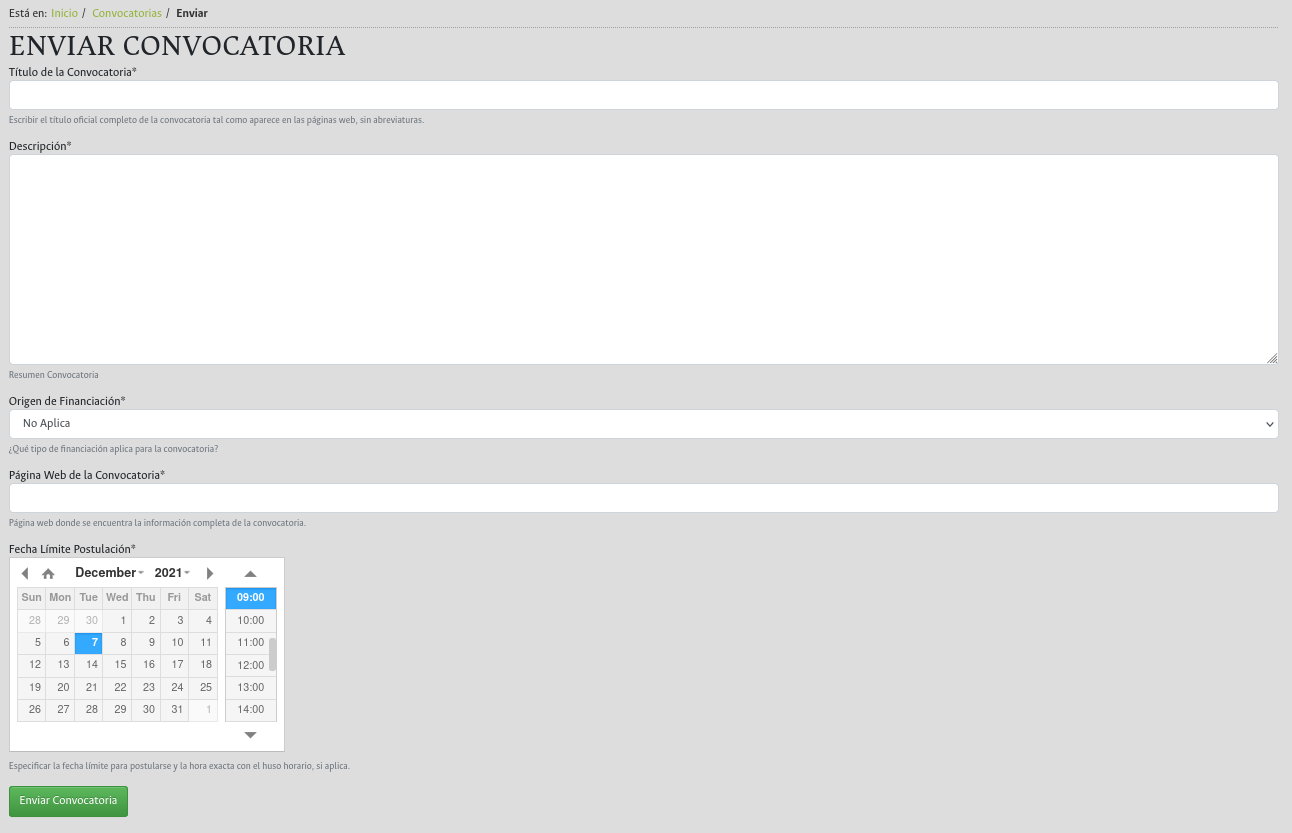 Está en: Inicio / Convocatorias / Enviar
ENVIAR CONVOCATORIA
Título de la Convocatoria*
Escribir el título oficial completo de la convocatoria tal como aparece en las páginas web, sin abreviaturas.
Descripción*
Resumen Convocatoria
Origen de Financiación*
No Aplica
¿Qué tipo de financiación aplica para la convocatoria?
Página Web de la Convocatoria*
Página web donde se encuentra la información completa de la convocatoria.
Fecha Límite Postulación*
December 2021
Sun Mon Tue Wed Thu Fri Sat 09:00
28 29 30 1 2 3 4 10:00
5 6 7 8 9 10 11 11:00
12 13 14 15 16 17 18 12:00
19 20 21 22 23 24 25 13:00
26 27 28 29 30 31 1 14:00
Especificar la fecha límite para postularse y la hora exacta con el huso horario, si aplica.
Enviar Convocatoria